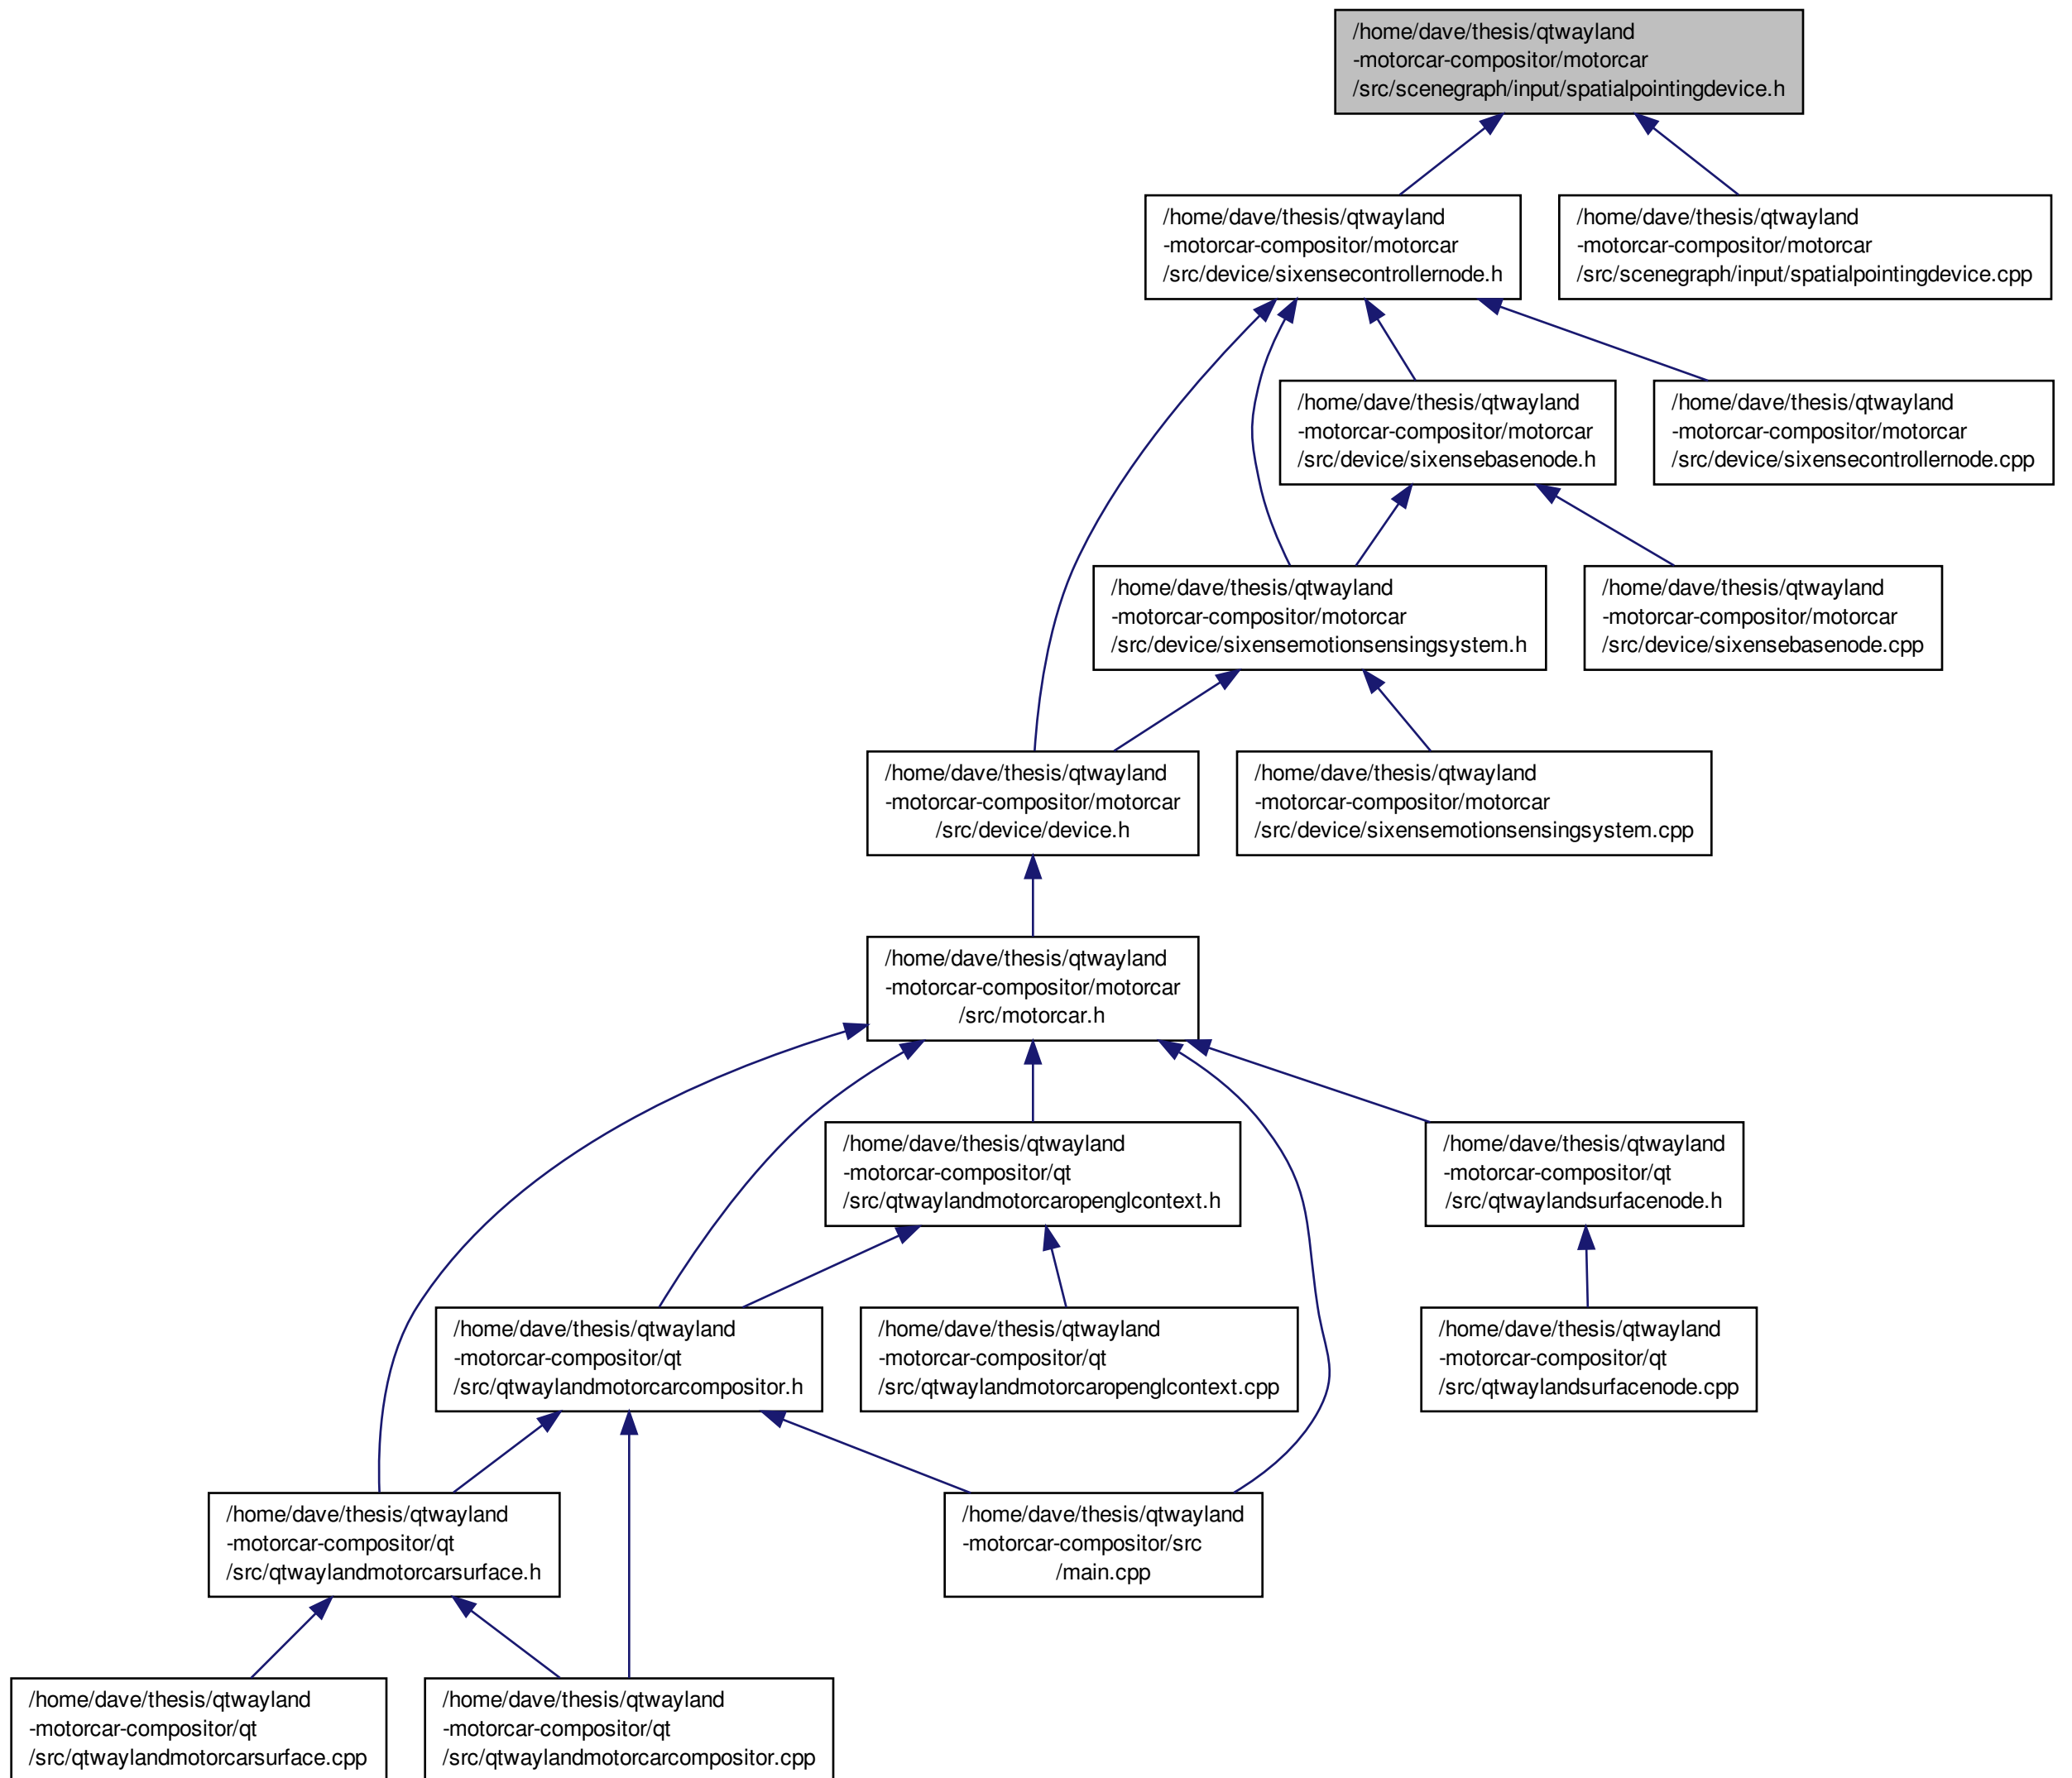 /home/dave/thesis/qtwayland
-motorcar-compositor/motorcar
/src/scenegraph/input/spatialpointingdevice.h
/home/dave/thesis/qtwayland
-motorcar-compositor/motorcar
/src/device/sixensecontrollernode.h
/home/dave/thesis/qtwayland
-motorcar-compositor/motorcar
/src/scenegraph/input/spatialpointingdevice.cpp
/home/dave/thesis/qtwayland
-motorcar-compositor/motorcar
/src/device/sixensebasenode.h
/home/dave/thesis/qtwayland
-motorcar-compositor/motorcar
/src/device/sixensecontrollernode.cpp
/home/dave/thesis/qtwayland
-motorcar-compositor/motorcar
/src/device/sixensemotionsensingsystem.h
/home/dave/thesis/qtwayland
-motorcar-compositor/motorcar
/src/device/sixensebasenode.cpp
/home/dave/thesis/qtwayland
-motorcar-compositor/motorcar
/src/device/device.h
/home/dave/thesis/qtwayland
-motorcar-compositor/motorcar
/src/device/sixensemotionsensingsystem.cpp
/home/dave/thesis/qtwayland
-motorcar-compositor/motorcar
/src/motorcar.h
/home/dave/thesis/qtwayland
-motorcar-compositor/qt
/src/qtwaylandmotorcaropenglcontext.h
/home/dave/thesis/qtwayland
-motorcar-compositor/qt
/src/qtwaylandsurfacenode.h
/home/dave/thesis/qtwayland
-motorcar-compositor/qt
/src/qtwaylandmotorcarcompositor.h
/home/dave/thesis/qtwayland
-motorcar-compositor/qt
/src/qtwaylandmotorcaropenglcontext.cpp
/home/dave/thesis/qtwayland
-motorcar-compositor/qt
/src/qtwaylandsurfacenode.cpp
/home/dave/thesis/qtwayland
-motorcar-compositor/qt
/src/qtwaylandmotorcarsurface.h
/home/dave/thesis/qtwayland
-motorcar-compositor/src
/main.cpp
/home/dave/thesis/qtwayland
-motorcar-compositor/qt
/src/qtwaylandmotorcarsurface.cpp
/home/dave/thesis/qtwayland
-motorcar-compositor/qt
/src/qtwaylandmotorcarcompositor.cpp